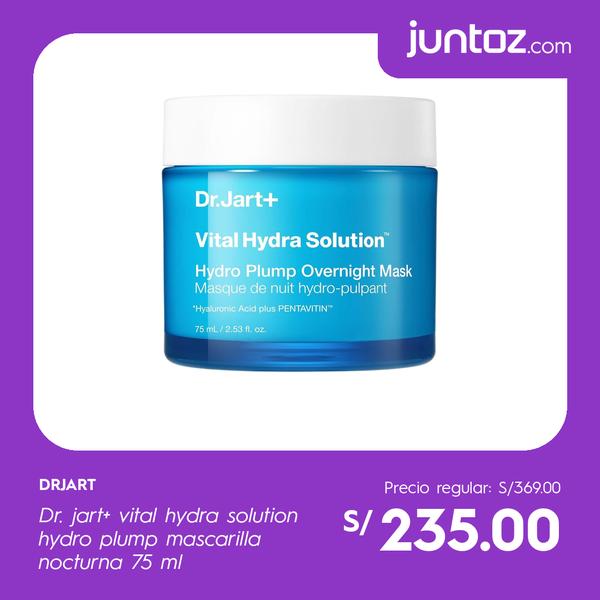 juntoz.com
Dr.Jart+
Vital Hydra Solution™
Hydro Plump Overnight Mask
Masque de nuit hydro-pulpant
*Hyaluronic Acid plus PENTAVITIN™
75 mL / 2.53 fl. oz.
DRJART
Dr. jart+ vital hydra solution
hydro plump mascarilla
nocturna 75 ml
Precio regular: S/369.00
S/ 235.00